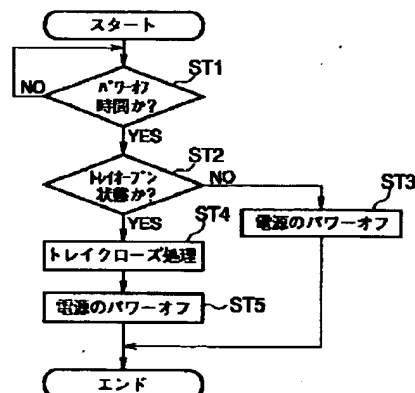 スタート
ST1
パワーオフ
時間か?
NO
YES
ST2
トレイオープン
状態か?
NO
YES
ST3
電源のパワーオフ
ST4
トレイクローズ処理
電源のパワーオフ
ST5
エンド